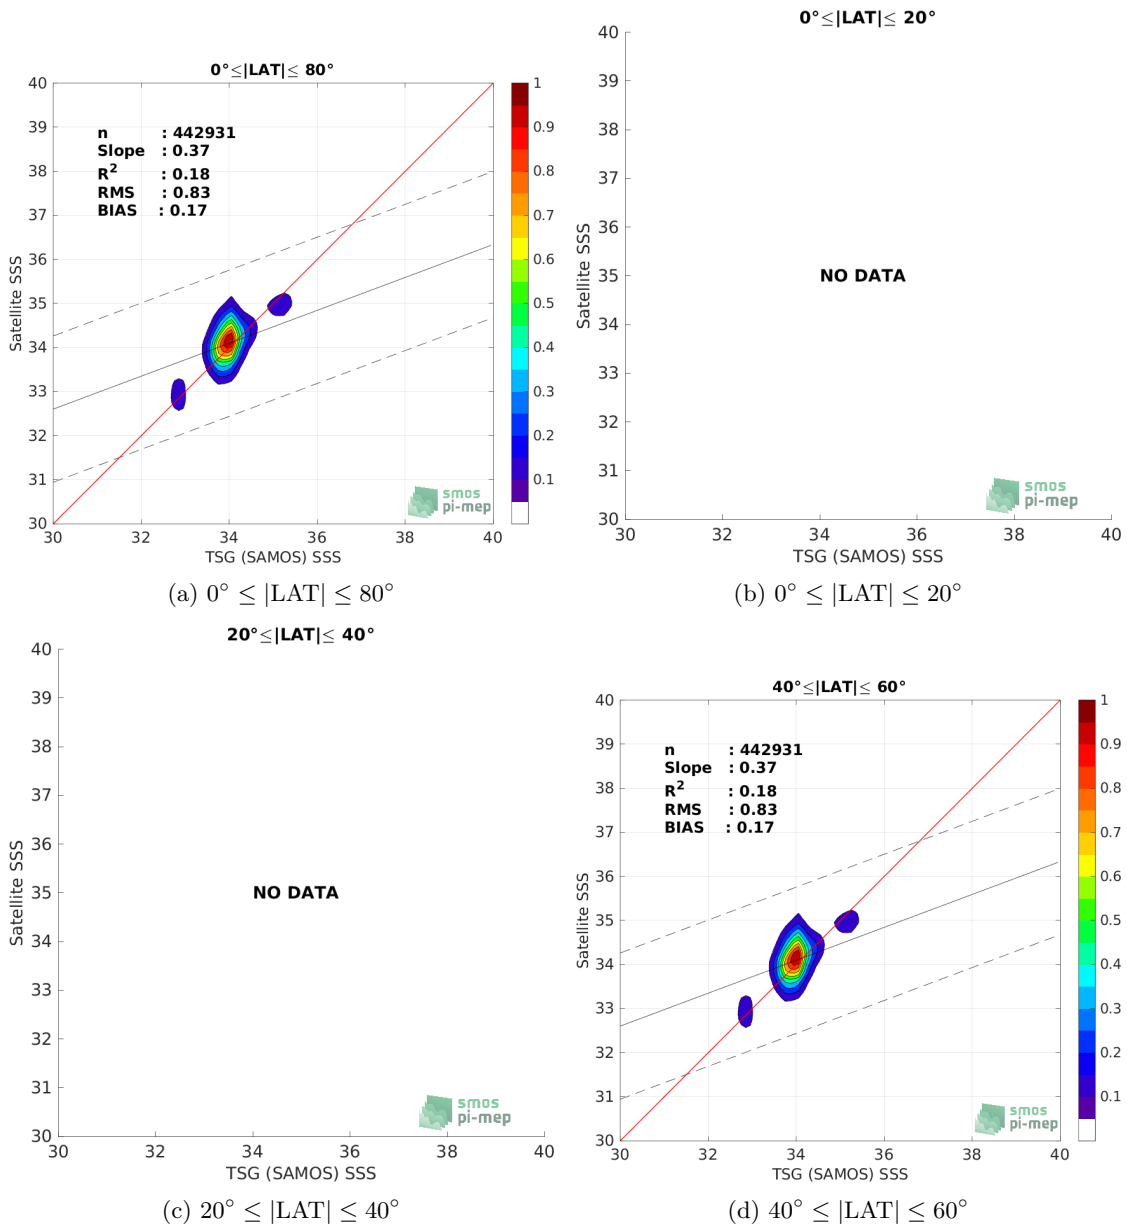 0°≤|LAT|≤ 80°
40
39
38
37
36
35
34
33
32
31
30
Satellite SSS
n : 442931
Slope : 0.37
R² : 0.18
RMS : 0.83
BIAS : 0.17
smos
pi-mep
30 32 34 36 38 40
TSG (SAMOS) SSS
1
0.9
0.8
0.7
0.6
0.5
0.4
0.3
0.2
0.1
(a) 0° ≤ |LAT| ≤ 80°
0°≤|LAT|≤ 20°
40
39
38
37
36
35
34
33
32
31
30
Satellite SSS
NO DATA
smos
pi-mep
30 32 34 36 38 40
TSG (SAMOS) SSS
(b) 0° ≤ |LAT| ≤ 20°
20°≤|LAT|≤ 40°
40
39
38
37
36
35
34
33
32
31
30
Satellite SSS
NO DATA
smos
pi-mep
30 32 34 36 38 40
TSG (SAMOS) SSS
(c) 20° ≤ |LAT| ≤ 40°
40°≤|LAT|≤ 60°
40
39
38
37
36
35
34
33
32
31
30
Satellite SSS
n : 442931
Slope : 0.37
R² : 0.18
RMS : 0.83
BIAS : 0.17
smos
pi-mep
30 32 34 36 38 40
TSG (SAMOS) SSS
1
0.9
0.8
0.7
0.6
0.5
0.4
0.3
0.2
0.1
(d) 40° ≤ |LAT| ≤ 60°